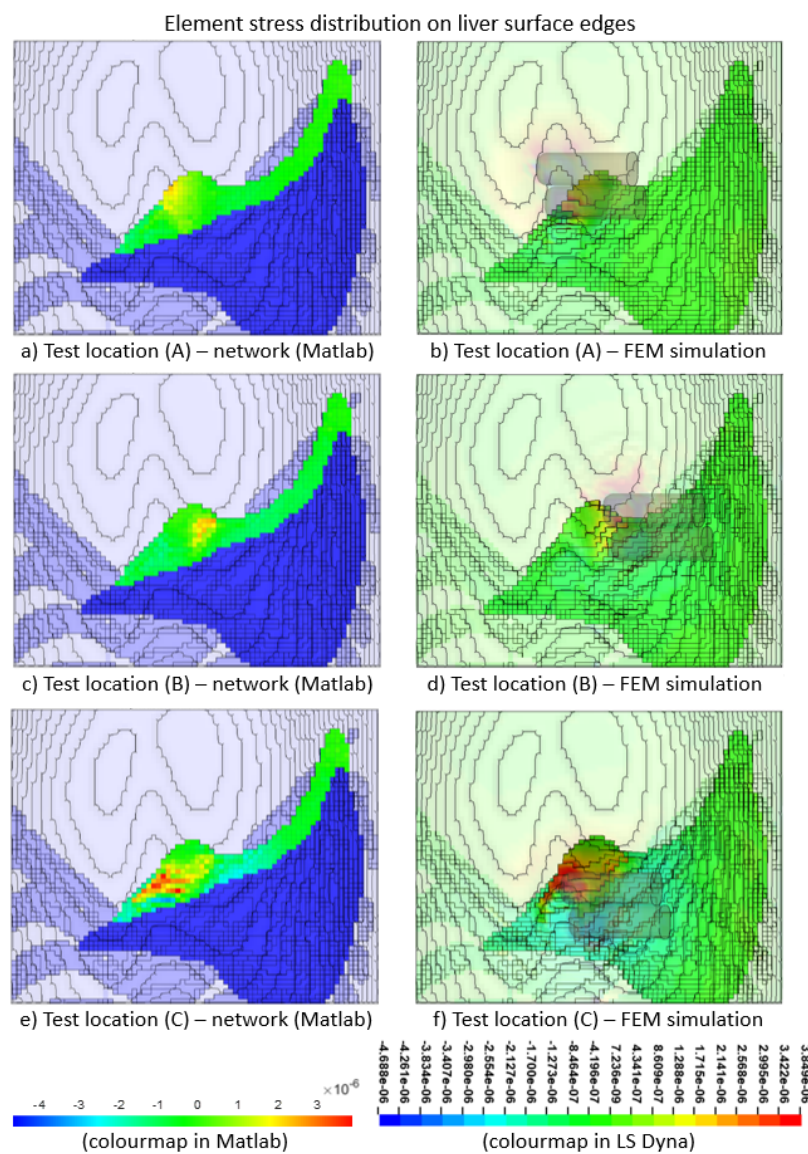 Element stress distribution on liver surface edges
a) Test location (A) – network (Matlab)
b) Test location (A) – FEM simulation
c) Test location (B) – network (Matlab)
d) Test location (B) – FEM simulation
e) Test location (C) – network (Matlab)
f) Test location (C) – FEM simulation
×10⁻⁶
-4 -3 -2 -1 0 1 2 3
(colourmap in Matlab)
-4.688e-06
-4.261e-06
-3.834e-06
-3.407e-06
-2.980e-06
-2.554e-06
-2.127e-06
-1.700e-06
-1.273e-06
-8.464e-07
-4.196e-07
7.236e-09
4.341e-07
8.609e-07
1.288e-06
1.715e-06
2.141e-06
2.568e-06
2.995e-06
3.422e-06
3.849e-06
(colourmap in LS Dyna)